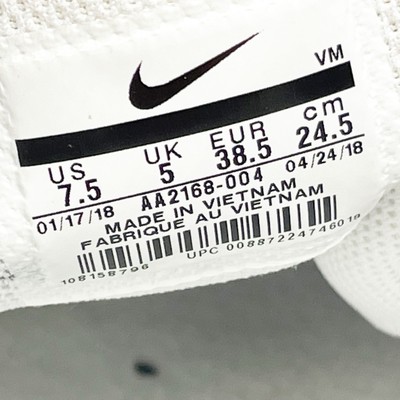 VM
US UK EUR cm
7.5 5 38.5 24.5
01/17/18 AA2168-004 04/24/18
MADE IN VIETNAM
FABRIQUE AU VIETNAM
108158796 UPC 00887224746019